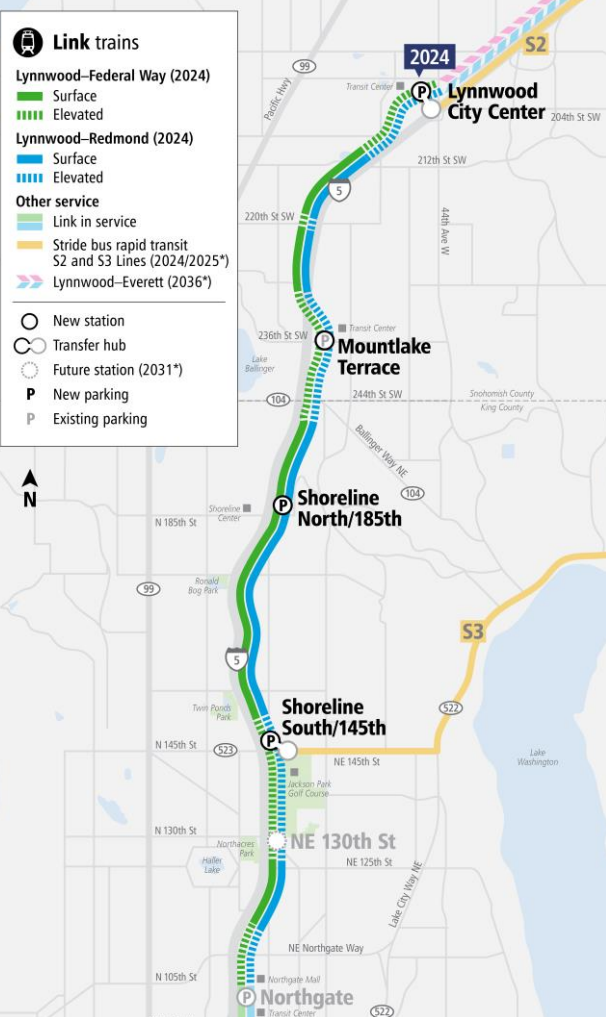 Link trains
Lynnwood–Federal Way (2024)
Surface
Elevated
Lynnwood–Redmond (2024)
Surface
Elevated
Other service
Link in service
Stride bus rapid transit
S2 and S3 Lines (2024/2025*)
Lynnwood–Everett (2036*)
New station
Transfer hub
Future station (2031*)
P New parking
P Existing parking
N
S2
2024
99
Pacific Hwy
Transit Center
P
Lynnwood
City Center
204th St SW
212th St SW
5
44th Ave W
220th St SW
Transit Center
236th St SW
P
Mountlake
Terrace
Lake
Ballinger
104
244th St SW
Snohomish County
King County
Ballinger Way NE
104
Shoreline
Center
P
Shoreline
North/185th
N 185th St
Ronald
Bog Park
99
S3
5
522
Twin Ponds
Park
Shoreline
South/145th
P
N 145th St
523
NE 145th St
Lake
Washington
Jackson Park
Golf Course
N 130th St
Northacres
Park
NE 130th St
Haller
Lake
NE 125th St
Lake City Way NE
NE Northgate Way
N 105th St
Northgate Mall
P
Northgate
Transit Center
522